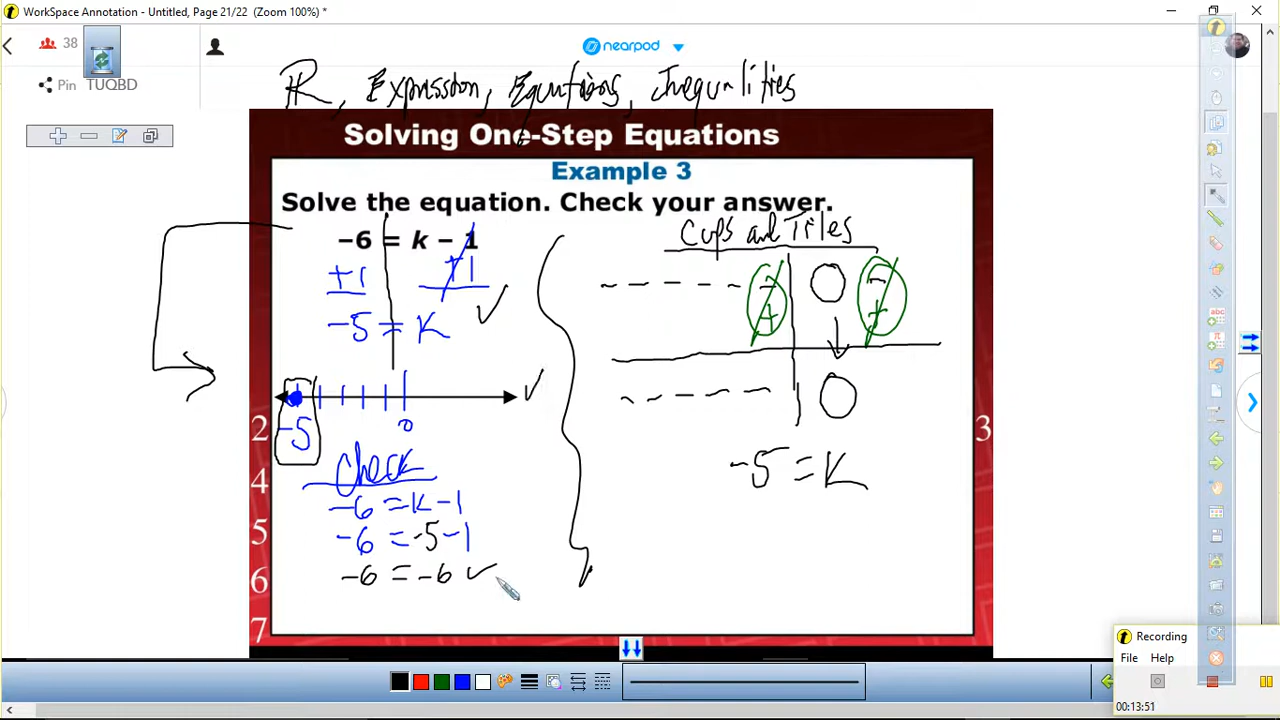 WorkSpace Annotation - Untitled, Page 21/22 (Zoom 100%) *
38
nearpod
Pin TUQBD
ℝ, Expression, Equations, Inequalities
Solving One-Step Equations
Example 3
Solve the equation. Check your answer.
-6 = k - 1
+1 +1
-5 = K
0
-5
Check
-6 = K - 1
-6 = -5 - 1
-6 = -6 ✓
Cups and Tiles
- - - - - - -
+ +
- - - - -
-5 = K
2
4
5
6
7
3
abc
π
Recording
File Help
00:13:51